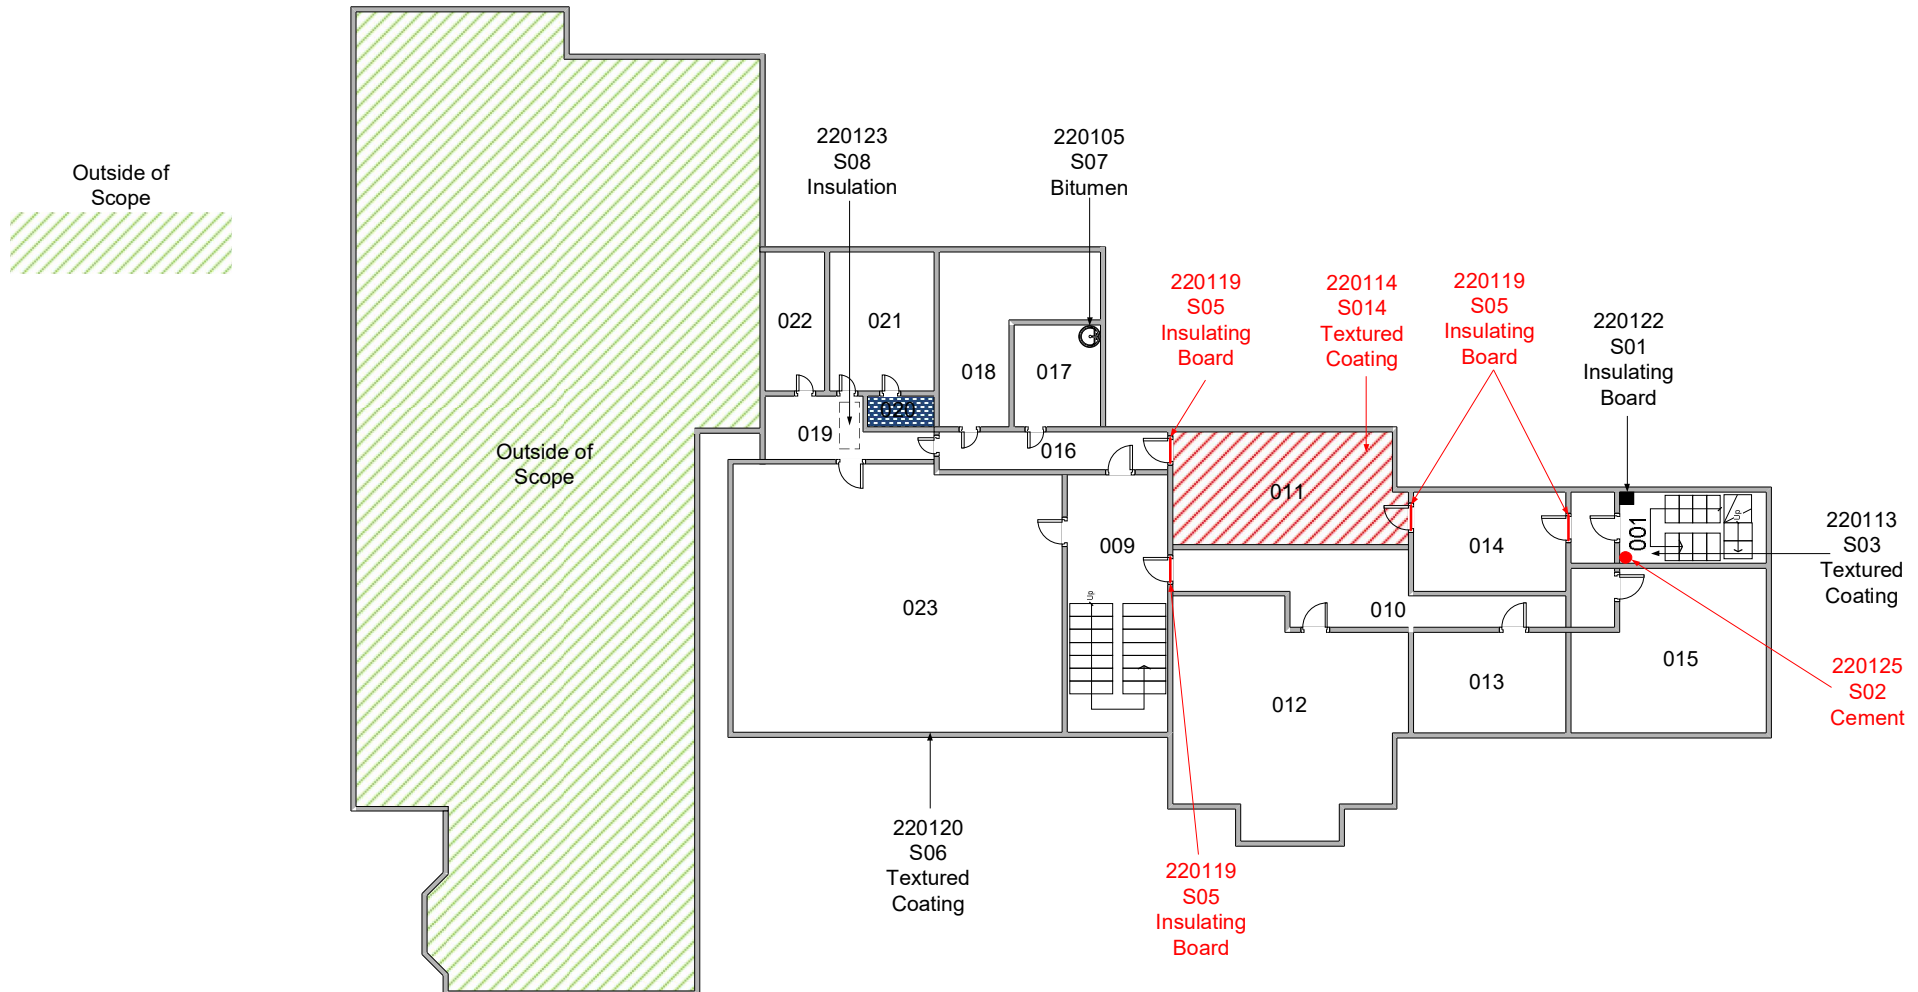 Outside of
Scope
220123
S08
Insulation
220105
S07
Bitumen
220119
S05
Insulating
Board
220114
S014
Textured
Coating
220119
S05
Insulating
Board
220122
S01
Insulating
Board
220113
S03
Textured
Coating
220125
S02
Cement
022
021
018
017
020
019
016
011
014
001
Up
Outside of
Scope
009
010
023
Up
012
013
015
220120
S06
Textured
Coating
220119
S05
Insulating
Board